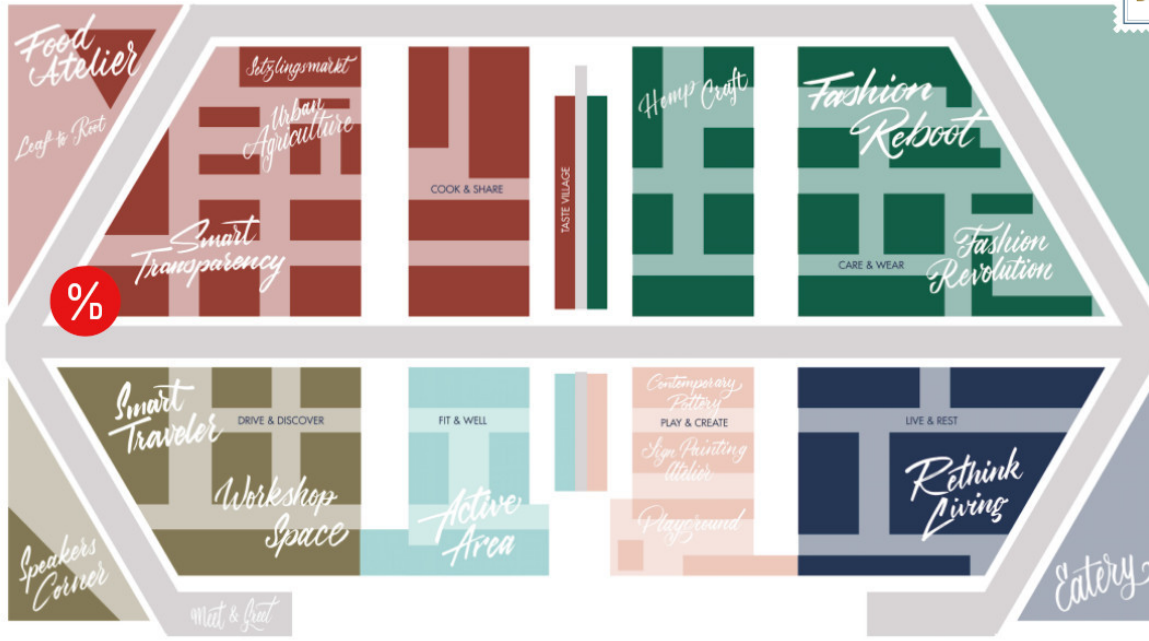 Food
Atelier
Leaf to Root
Setzlingsmarkt
Urban
Agriculture
Smart
Transparency
COOK & SHARE
TASTE VILLAGE
Hemp Craft
Fashion
Reboot
CARE & WEAR
Fashion
Revolution
%D
Smart
Traveler
DRIVE & DISCOVER
Workshop
Space
FIT & WELL
Active
Area
Contemporary
Pottery
PLAY & CREATE
Sign Painting
Atelier
Playground
LIVE & REST
Rethink
Living
Speakers
Corner
Meet & Greet
Eatery